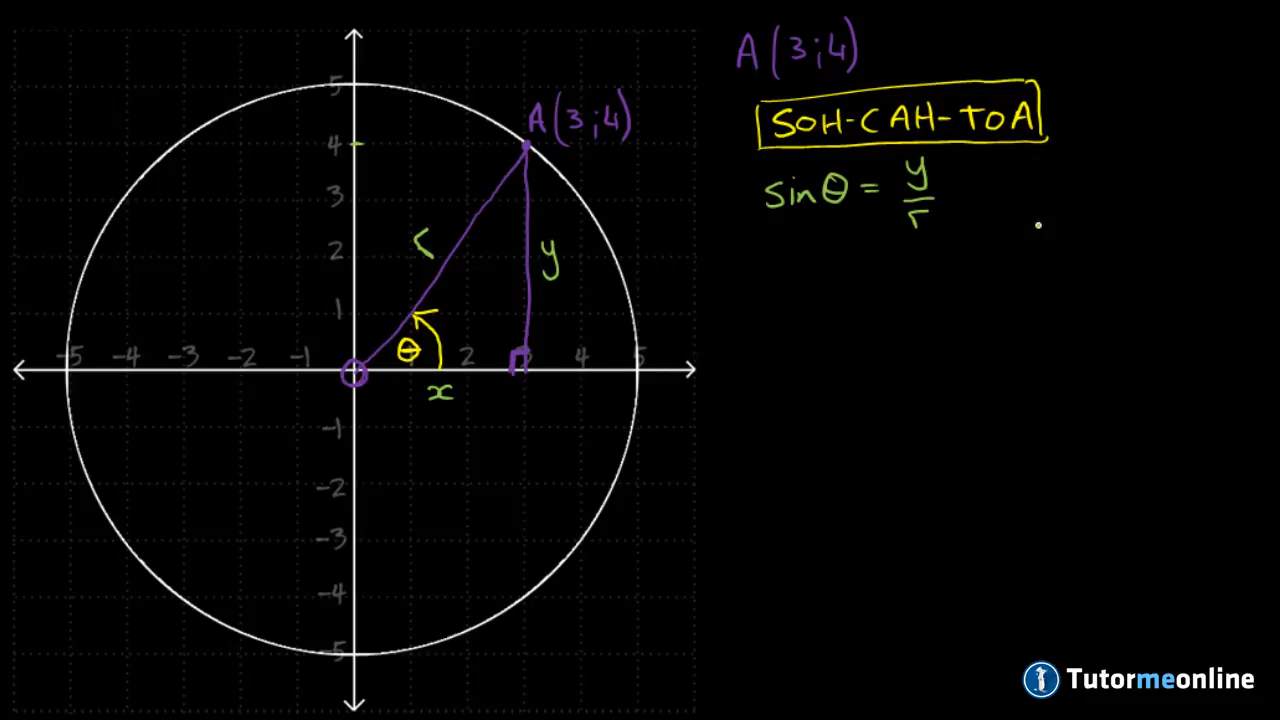 A(3;4)
SOH-CAH-TOA
sinθ = y/r
A(3;4)
r
y
θ
x
5
4
3
2
1
-5 -4 -3 -2 -1 1 2 3 4 5
-1
-2
-3
-4
-5
Tutormeonline